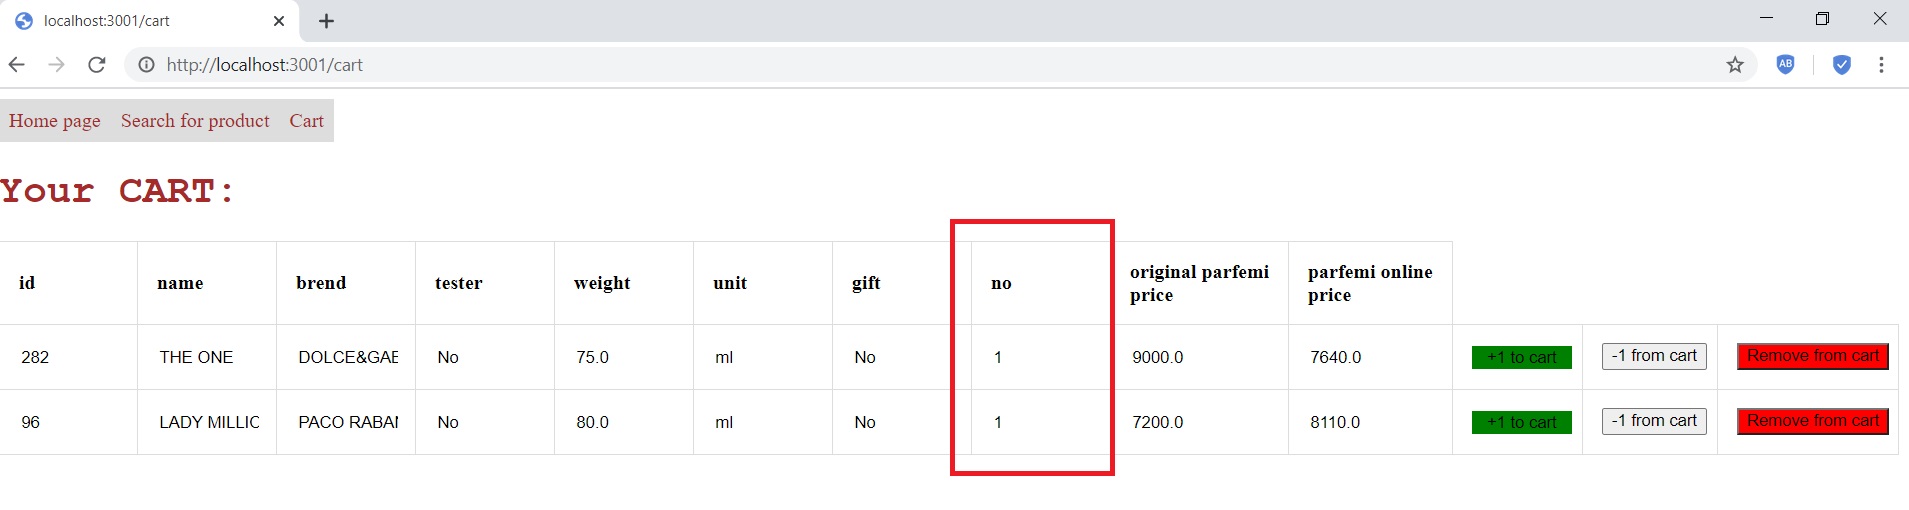 localhost:3001/cart
http://localhost:3001/cart
AB
Home page Search for product Cart
Your CART:
id name brend tester weight unit gift no original parfemi price parfemi online price
282 THE ONE DOLCE&GAB No 75.0 ml No 1 9000.0 7640.0 +1 to cart -1 from cart Remove from cart
96 LADY MILLIC PACO RABAN No 80.0 ml No 1 7200.0 8110.0 +1 to cart -1 from cart Remove from cart